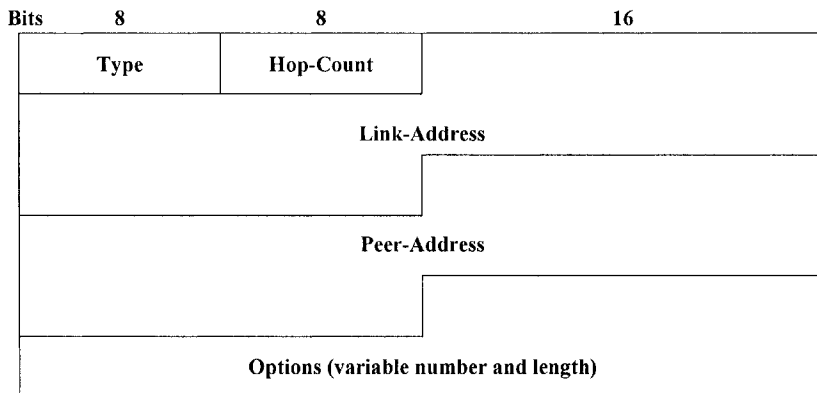 Bits 8 8 16
Type Hop-Count
Link-Address
Peer-Address
Options (variable number and length)